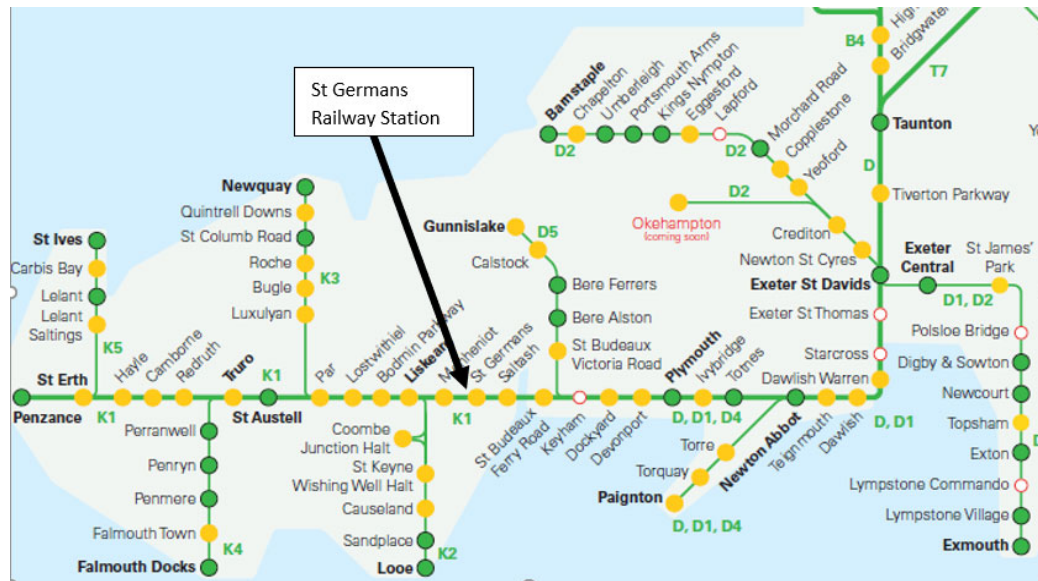 St Germans
Railway Station
B4
Bridgwater
T7
Taunton
D
Tiverton Parkway
Barnstaple
Chapelton
Umberleigh
Portsmouth Arms
Kings Nympton
Eggesford
Lapford
Morchard Road
Copplestone
Yeoford
D2
D2
D2
Okehampton
(coming soon)
Crediton
Newton St Cyres
Exeter St Davids
Exeter
Central
St James'
Park
D1, D2
Exeter St Thomas
Starcross
Dawlish Warren
Polsloe Bridge
Digby & Sowton
Newcourt
Topsham
Exton
Lympstone Commando
Lympstone Village
Exmouth
Newquay
Quintrell Downs
St Columb Road
Roche
Bugle
Luxulyan
K3
Gunnislake
D5
Calstock
Bere Ferrers
Bere Alston
St Budeaux
Victoria Road
St Ives
Carbis Bay
Lelant
Lelant
Saltings
K5
St Erth
Penzance
K1
Hayle
Camborne
Redruth
Truro
K1
St Austell
Par
Lostwithiel
Bodmin Parkway
Liskeard
St Germans
Saltash
K1
St Budeaux
Ferry Road
Keyham
Dockyard
Devonport
Plymouth
Ivybridge
Totnes
D, D1, D4
Newton Abbot
Teignmouth
Dawlish
D, D1
Torre
Torquay
Paignton
D, D1, D4
Perranwell
Penryn
Penmere
Falmouth Town
Falmouth Docks
K4
Coombe
Junction Halt
St Keyne
Wishing Well Halt
Causeland
Sandplace
Looe
K2